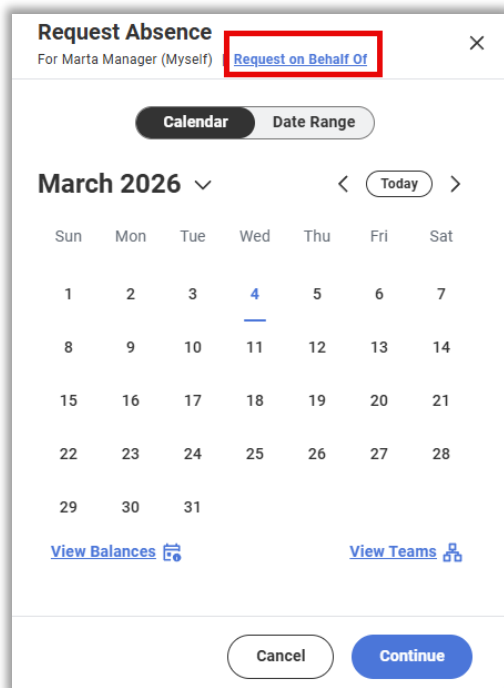 Request Absence
For Marta Manager (Myself) | Request on Behalf Of
Calendar Date Range
March 2026 Today
Sun Mon Tue Wed Thu Fri Sat
1 2 3 4 5 6 7
8 9 10 11 12 13 14
15 16 17 18 19 20 21
22 23 24 25 26 27 28
29 30 31
View Balances View Teams
Cancel Continue